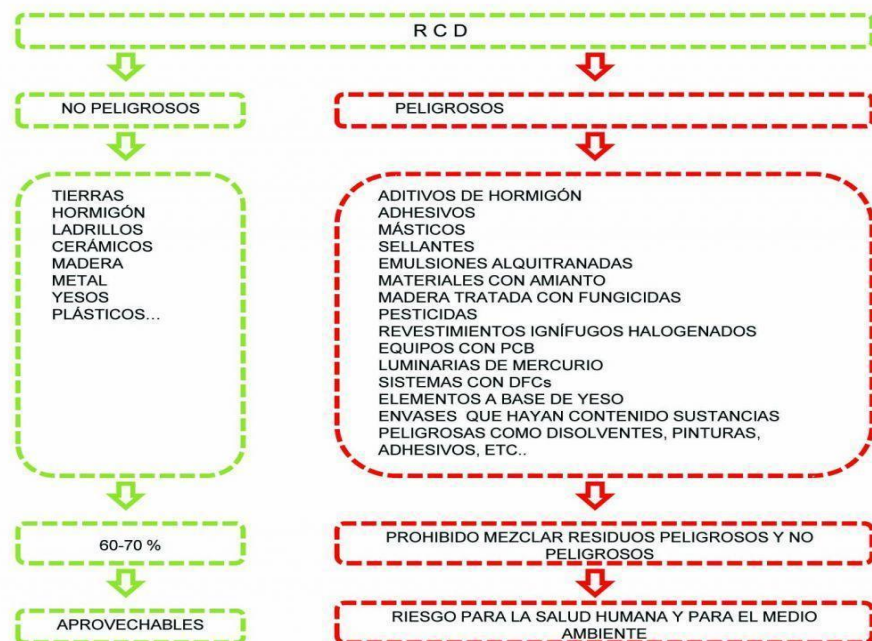 R C D
NO PELIGROSOS
PELIGROSOS
TIERRAS
HORMIGÓN
LADRILLOS
CERÁMICOS
MADERA
METAL
YESOS
PLÁSTICOS...
ADITIVOS DE HORMIGÓN
ADHESIVOS
MÁSTICOS
SELLANTES
EMULSIONES ALQUITRANADAS
MATERIALES CON AMIANTO
MADERA TRATADA CON FUNGICIDAS
PESTICIDAS
REVESTIMIENTOS IGNÍFUGOS HALOGENADOS
EQUIPOS CON PCB
LUMINARIAS DE MERCURIO
SISTEMAS CON DFCs
ELEMENTOS A BASE DE YESO
ENVASES QUE HAYAN CONTENIDO SUSTANCIAS
PELIGROSAS COMO DISOLVENTES, PINTURAS,
ADHESIVOS, ETC..
60-70 %
PROHIBIDO MEZCLAR RESIDUOS PELIGROSOS Y NO
PELIGROSOS
APROVECHABLES
RIESGO PARA LA SALUD HUMANA Y PARA EL MEDIO
AMBIENTE